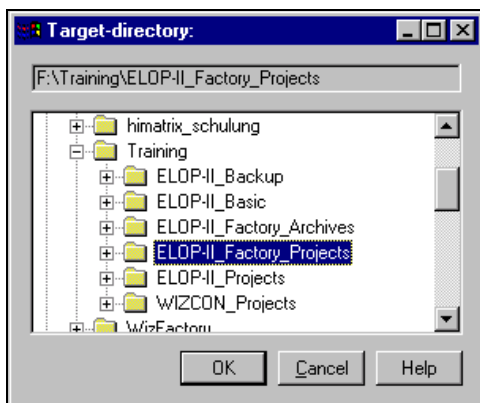 Target-directory:
F:\Training\ELOP-II_Factory_Projects
himatrix_schulung
Training
ELOP-II_Backup
ELOP-II_Basic
ELOP-II_Factory_Archives
ELOP-II_Factory_Projects
ELOP-II_Projects
WIZCON_Projects
WizFactory
OK Cancel Help